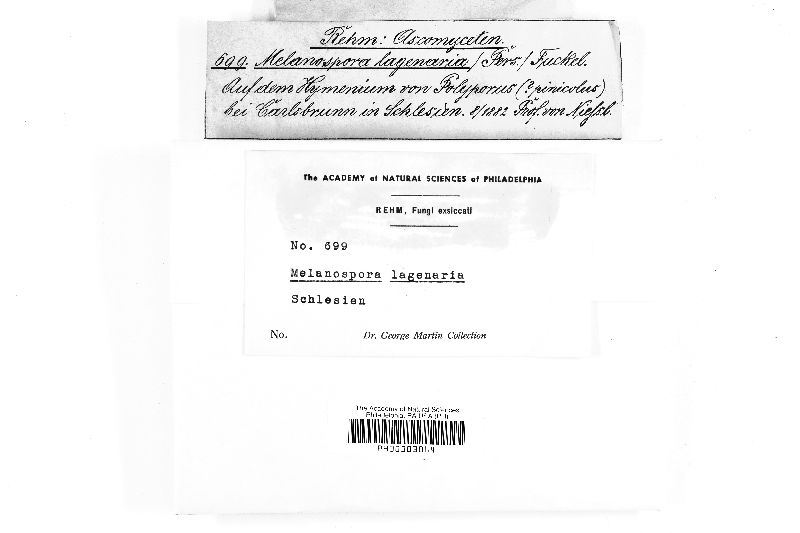 Rehm: Ascomyceten.
699. Melanospora lagenaria /Pers./ Fuckel.
Auf dem Hymenium von Polyporus (? pinicolus)
bei Carlsbrunn in Schlesien. 8/1882 Prof. von Niessl.
The ACADEMY of NATURAL SCIENCES of PHILADELPHIA
REHM, Fungi exsiccati
No. 699
Melanospora lagenaria
Schlesien
No. Dr. George Martin Collection
The Academy of Natural Sciences
Philadelphia, PA USA (PH)